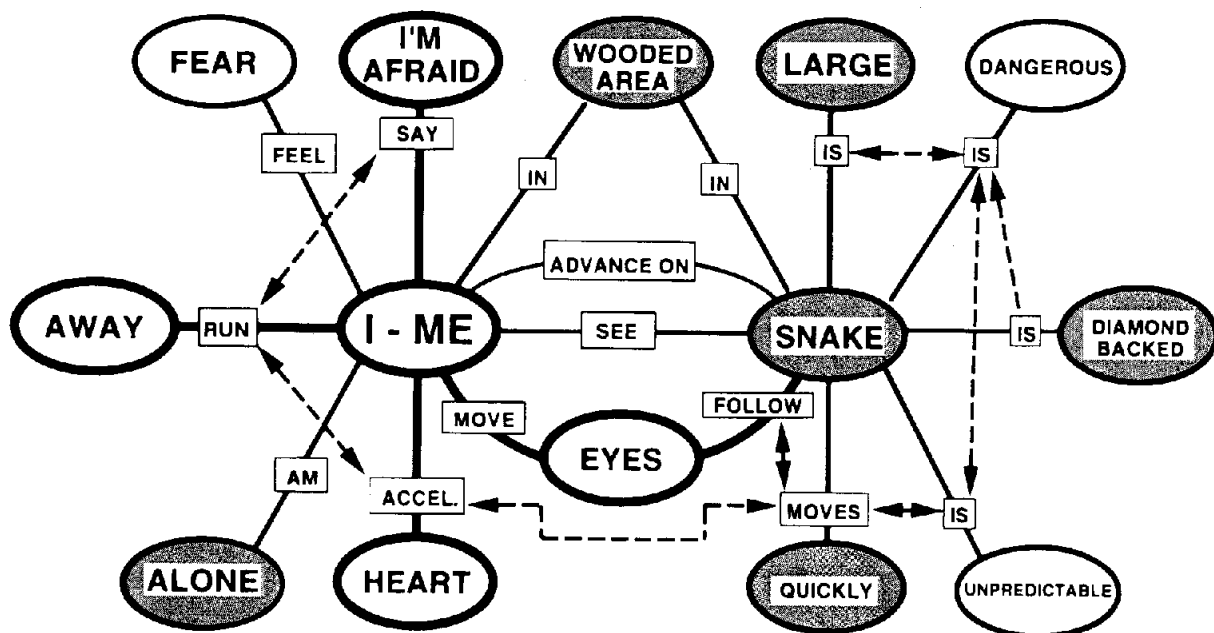 FEAR
I'M
AFRAID
WOODED
AREA
LARGE
DANGEROUS
FEEL
SAY
IS
IS
IN
IN
ADVANCE ON
AWAY
RUN
I - ME
SEE
SNAKE
IS
DIAMOND
BACKED
MOVE
FOLLOW
EYES
AM
ACCEL.
MOVES
IS
ALONE
HEART
QUICKLY
UNPREDICTABLE